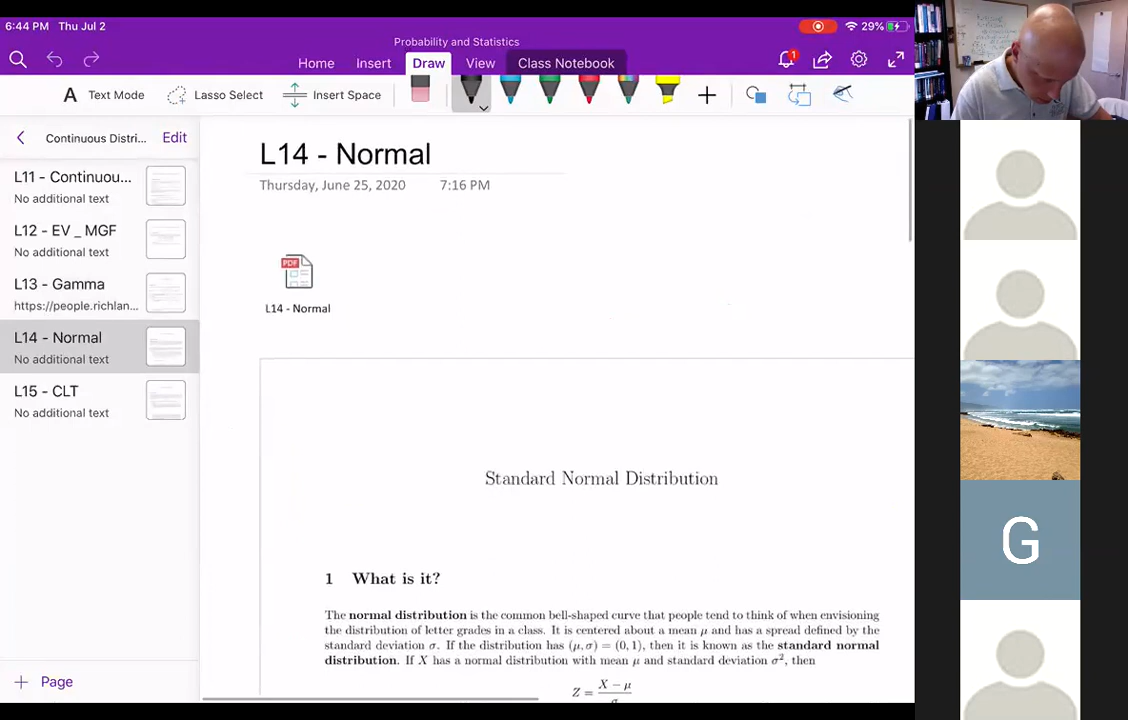 6:44 PM Thu Jul 2
29%
Probability and Statistics
Home Insert Draw View Class Notebook
1
A Text Mode Lasso Select Insert Space
Continuous Distri... Edit
L11 - Continuou...
No additional text
L12 - EV _ MGF
No additional text
L13 - Gamma
https://people.richlan...
L14 - Normal
No additional text
L15 - CLT
No additional text
+ Page
L14 - Normal
Thursday, June 25, 2020 7:16 PM
PDF
L14 - Normal
Standard Normal Distribution
1 What is it?
The normal distribution is the common bell-shaped curve that people tend to think of when envisioning
the distribution of letter grades in a class. It is centered about a mean μ and has a spread defined by the
standard deviation σ. If the distribution has (μ, σ) = (0, 1), then it is known as the standard normal
distribution. If X has a normal distribution with mean μ and standard deviation σ², then
Z = X − μ
G